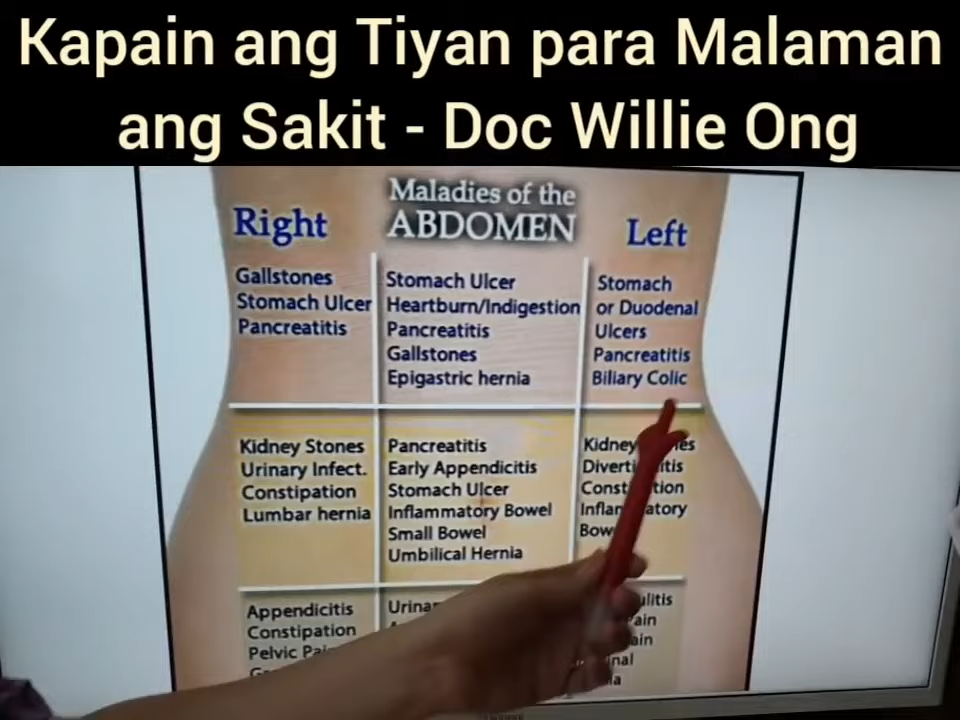 Kapain ang Tiyan para Malaman
ang Sakit - Doc Willie Ong
Maladies of the
ABDOMEN
Right
Left
Gallstones
Stomach Ulcer
Pancreatitis
Stomach Ulcer
Heartburn/Indigestion
Pancreatitis
Gallstones
Epigastric hernia
Stomach
or Duodenal
Ulcers
Pancreatitis
Biliary Colic
Kidney Stones
Urinary Infect.
Constipation
Lumbar hernia
Pancreatitis
Early Appendicitis
Stomach Ulcer
Inflammatory Bowel
Small Bowel
Umbilical Hernia
Kidney
Appendicitis
Constipation
Pelvic